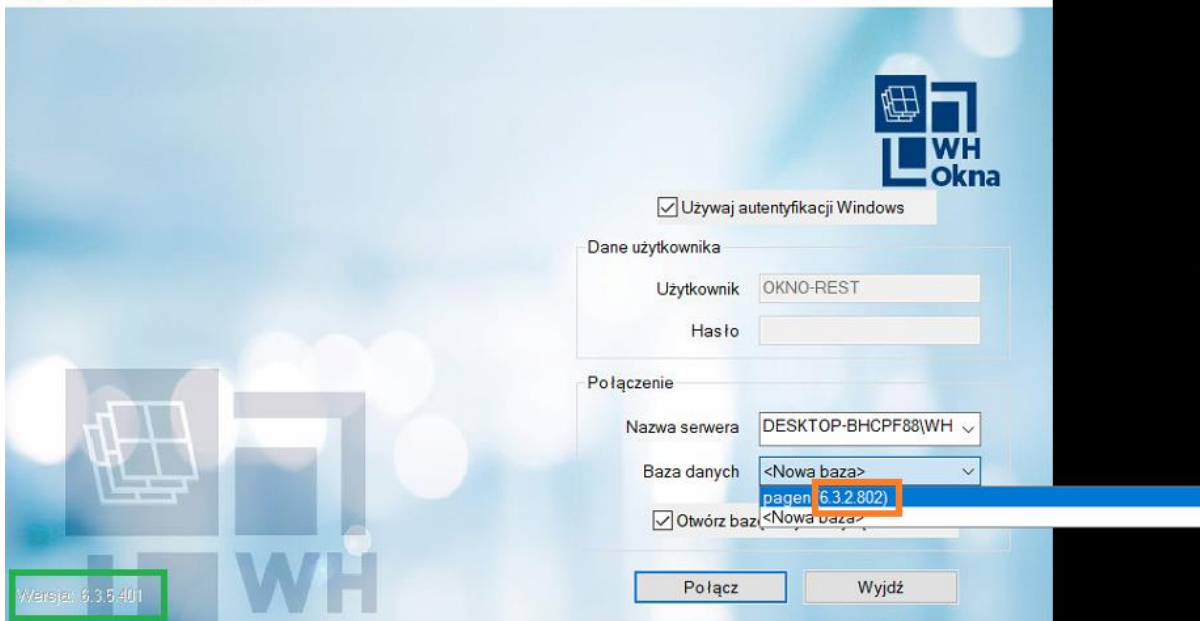 WH
Okna
Używaj autentyfikacji Windows
Dane użytkownika
Użytkownik OKNO-REST
Hasło
Połączenie
Nazwa serwera DESKTOP-BHCPF88\WH
Baza danych <Nowa baza>
pagen (6.3.2.802)
Otwórz baz <Nowa baza>
Połącz Wyjdź
WH
Wersja: 6.3.5.401